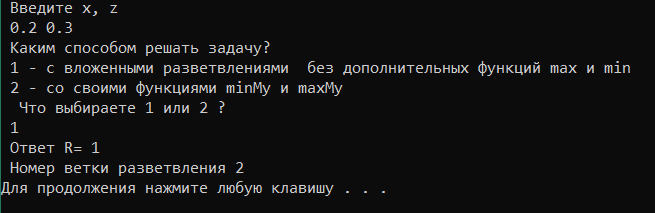 Введите x, z
0.2 0.3
Каким способом решать задачу?
1 - с вложенными разветвлениями  без дополнительных функций max и min
2 - со своими функциями minMy и maxMy
Что выбираете 1 или 2 ?
1
Ответ R= 1
Номер ветки разветвления 2
Для продолжения нажмите любую клавишу . . .